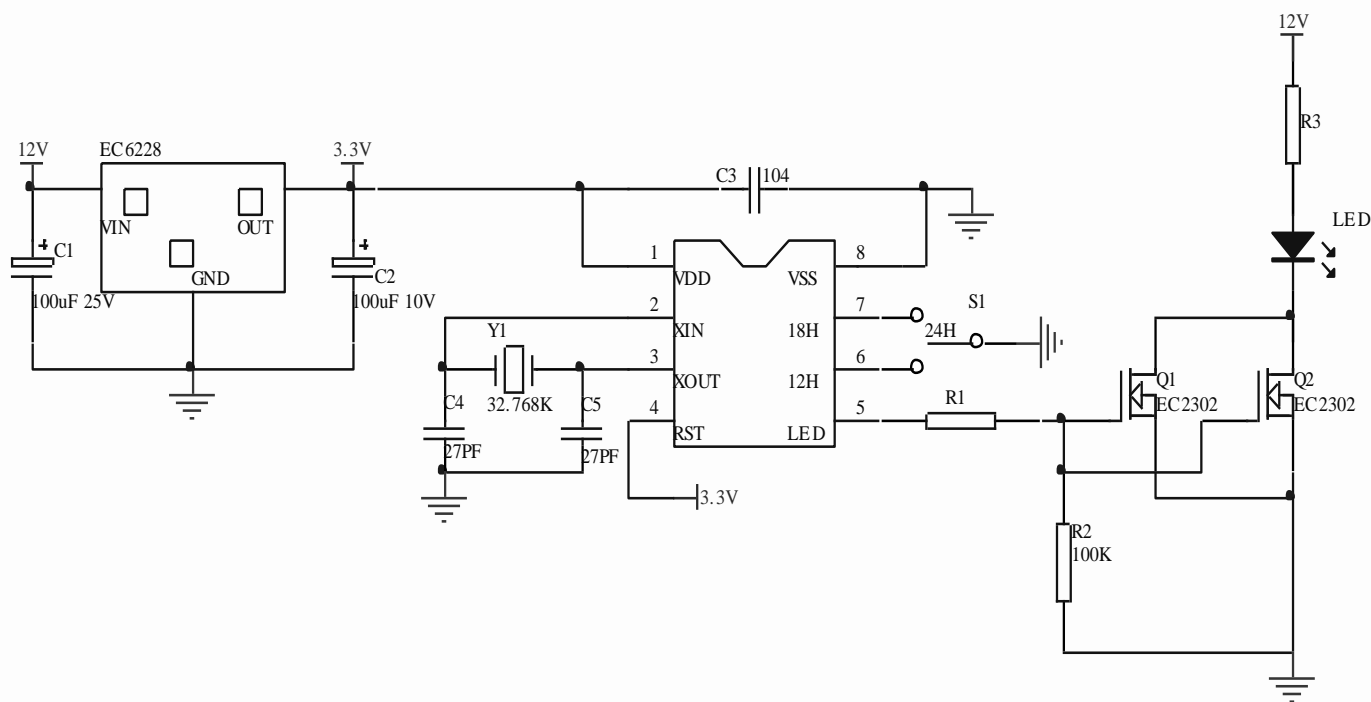 12V
R3
12V
EC6228
3.3V
C3
104
LED
VIN
OUT
C1
GND
C2
100uF 25V
100uF 10V
1
VDD
VSS
8
2
XIN
18H
7
S1
24H
Y1
3
XOUT
12H
6
32.768K
C4
C5
4
RST
LED
5
R1
27PF
27PF
3.3V
Q1
EC2302
Q2
EC2302
R2
100K